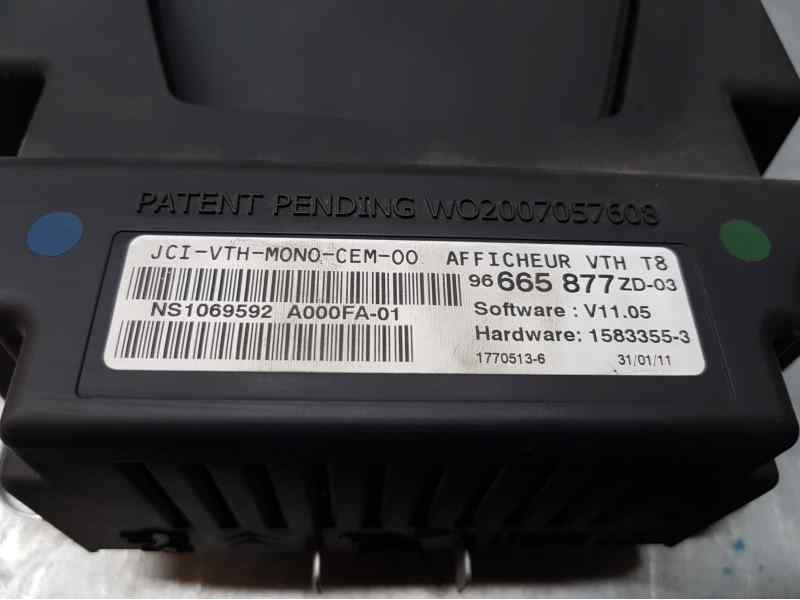 PATENT PENDING WO2007057608
JCI-VTH-MONO-CEM-00 AFFICHEUR VTH T8
96 665 877 ZD-03
NS1069592 A000FA-01 Software : V11.05
Hardware: 1583355-3
1770513-6 31/01/11